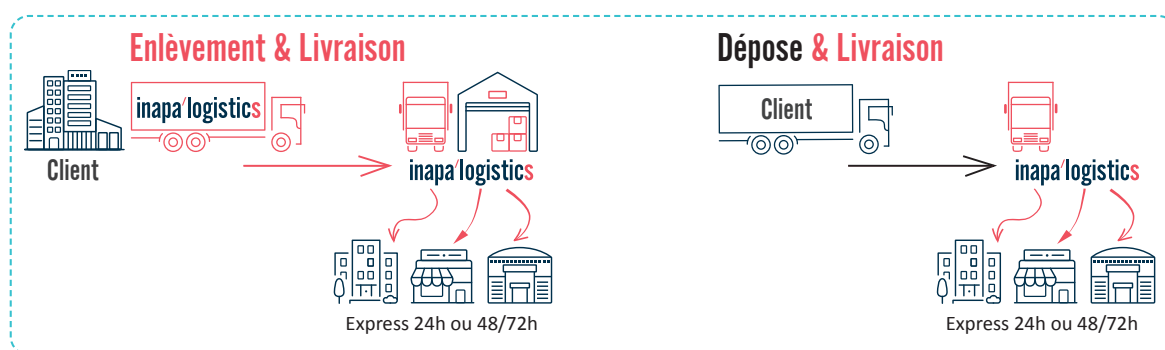 Enlèvement & Livraison
inapa'logistics
Client
inapa'logistics
Express 24h ou 48/72h
Dépose & Livraison
Client
inapa'logistics
Express 24h ou 48/72h